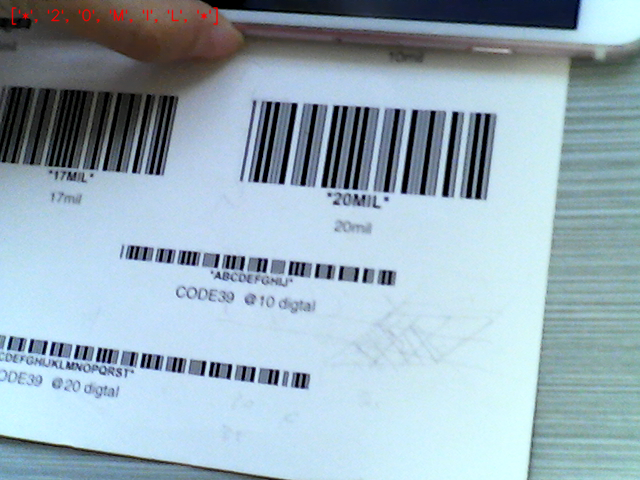 ['*', '2', '0', 'M', 'I', 'L', '*']
10mil
*17MIL*
17mil
*20MIL*
20mil
*ABCDEFGHIJ*
CODE39 @10 digtal
CDEFGHIJKLMNOPQRST*
ODE39 @20 digtal